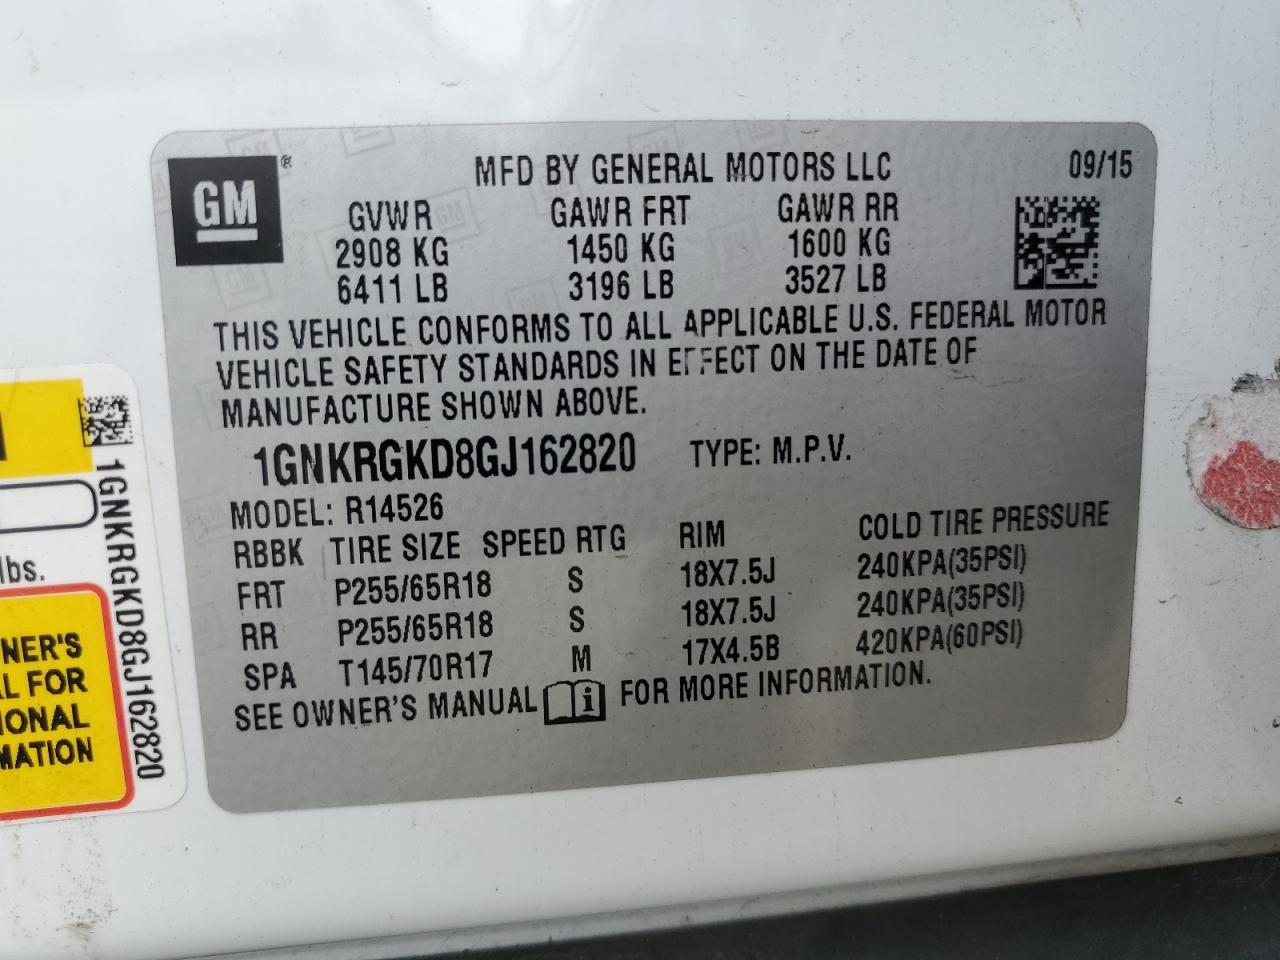 GM®
MFD BY GENERAL MOTORS LLC 09/15
GVWR GAWR FRT GAWR RR
2908 KG 1450 KG 1600 KG
6411 LB 3196 LB 3527 LB
THIS VEHICLE CONFORMS TO ALL APPLICABLE U.S. FEDERAL MOTOR
VEHICLE SAFETY STANDARDS IN EFFECT ON THE DATE OF
MANUFACTURE SHOWN ABOVE.
1GNKRGKD8GJ162820 TYPE: M.P.V.
MODEL: R14526
RBBK TIRE SIZE SPEED RTG RIM COLD TIRE PRESSURE
FRT P255/65R18 S 18X7.5J 240KPA(35PSI)
RR P255/65R18 S 18X7.5J 240KPA(35PSI)
SPA T145/70R17 M 17X4.5B 420KPA(60PSI)
SEE OWNER'S MANUAL i FOR MORE INFORMATION.
1GNKRGKD8GJ162820
lbs.
NER'S
L FOR
IONAL
MATION